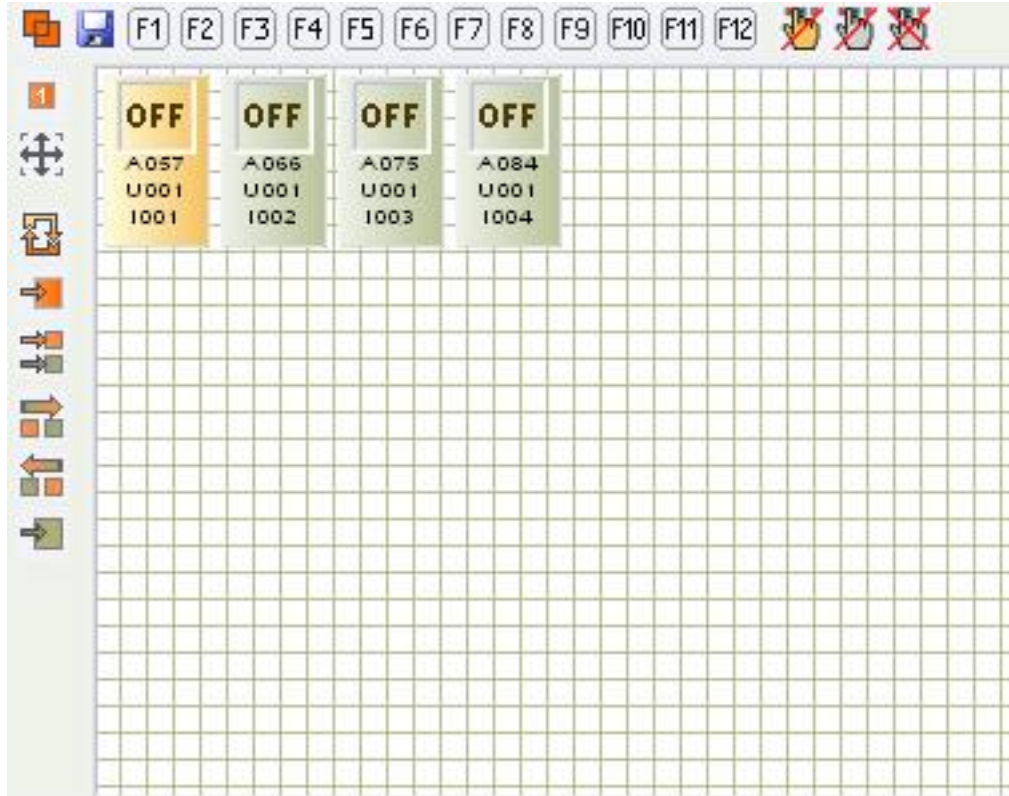 F1 F2 F3 F4 F5 F6 F7 F8 F9 F10 F11 F12
1
OFF OFF OFF OFF
A057 A066 A075 A084
U001 U001 U001 U001
I001 I002 I003 I004